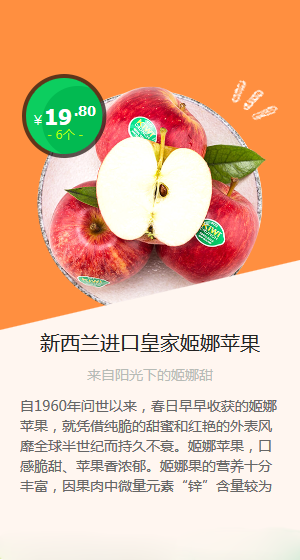 ¥19.80
- 6个 -
新西兰进口皇家姬娜苹果
来自阳光下的姬娜甜
自1960年问世以来，春日早早收获的姬娜
苹果，就凭借纯脆的甜蜜和红艳的外表风
靡全球半世纪而持久不衰。姬娜苹果，口
感脆甜、苹果香浓郁。姬娜果的营养十分
丰富，因果肉中微量元素“锌”含量较为